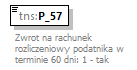 tns:P_57
Zwrot na rachunek
rozliczeniowy podatnika w
terminie 60 dni: 1 - tak